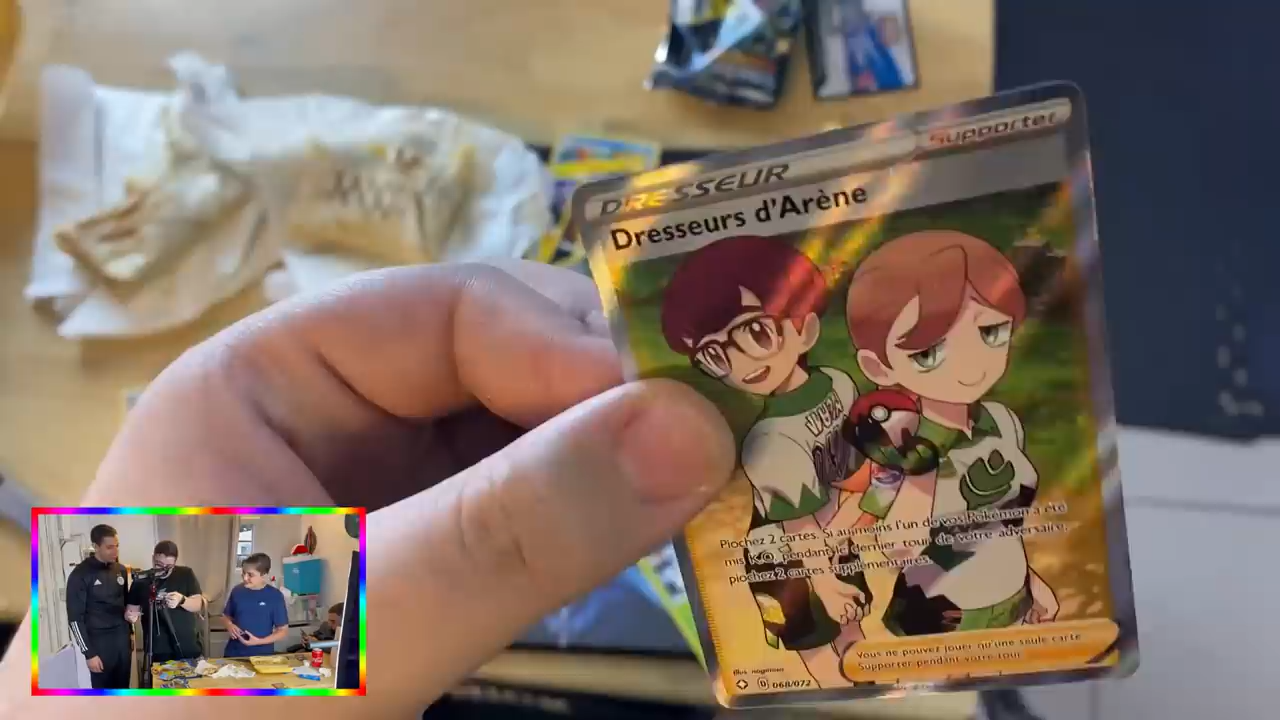 DRESSEUR
Supporter
Dresseurs d'Arène
Piochez 2 cartes. Si au moins l'un de vos Pokémon a été
mis K.O. pendant le dernier tour de votre adversaire,
piochez 2 cartes supplémentaires.
Vous ne pouvez jouer qu'une seule carte
Supporter pendant votre tour.
Illus. nagimiso
D 068/072